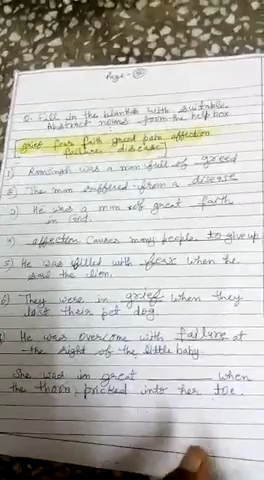 Page -
Q. Fill in the blanks with suitable
Abstract nouns from the help box
[grief fear faith greed pain affection
failure disease]
1) Ramsingh was a man full of greed
2) The man suffered from a disease
3) He was a man of great faith
in God.
4) affection causes many people to give up
5) He was filled with fear when he
saw the lion.
6) They were in grief when they
lost their pet dog.
He was overcome with failure at
the sight of the little baby.
She was in great ______ when
the thorn pricked into her toe.